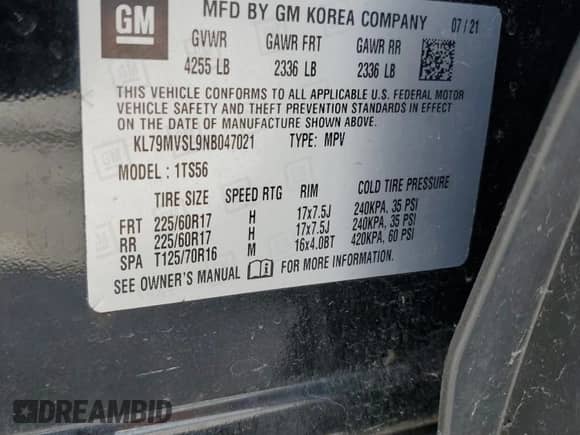 GM
MFD BY GM KOREA COMPANY 07/21
GVWR GAWR FRT GAWR RR
4255 LB 2336 LB 2336 LB
THIS VEHICLE CONFORMS TO ALL APPLICABLE U.S. FEDERAL MOTOR
VEHICLE SAFETY AND THEFT PREVENTION STANDARDS IN EFFECT
ON THE DATE OF MANUFACTURE SHOWN ABOVE.
KL79MVSL9NB047021 TYPE: MPV
MODEL: 1TS56
TIRE SIZE SPEED RTG RIM COLD TIRE PRESSURE
FRT 225/60R17 H 17x7.5J 240KPA, 35 PSI
RR 225/60R17 H 17x7.5J 240KPA, 35 PSI
SPA T125/70R16 M 16x4.0BT 420KPA, 60 PSI
SEE OWNER'S MANUAL FOR MORE INFORMATION.
DREAMBID